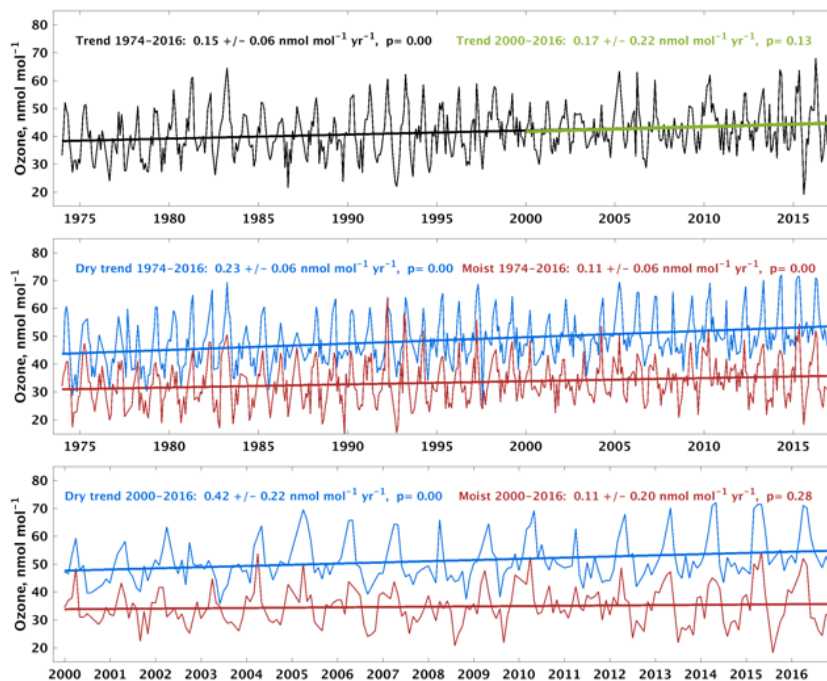 80
70
60
50
40
30
20
Ozone, nmol mol⁻¹
Trend 1974-2016: 0.15 +/- 0.06 nmol mol⁻¹ yr⁻¹, p= 0.00
Trend 2000-2016: 0.17 +/- 0.22 nmol mol⁻¹ yr⁻¹, p= 0.13
1975 1980 1985 1990 1995 2000 2005 2010 2015
80
70
60
50
40
30
20
Ozone, nmol mol⁻¹
Dry trend 1974-2016: 0.23 +/- 0.06 nmol mol⁻¹ yr⁻¹, p= 0.00
Moist 1974-2016: 0.11 +/- 0.06 nmol mol⁻¹ yr⁻¹, p= 0.00
1975 1980 1985 1990 1995 2000 2005 2010 2015
80
70
60
50
40
30
20
Ozone, nmol mol⁻¹
Dry trend 2000-2016: 0.42 +/- 0.22 nmol mol⁻¹ yr⁻¹, p= 0.00
Moist 2000-2016: 0.11 +/- 0.20 nmol mol⁻¹ yr⁻¹, p= 0.28
2000 2001 2002 2003 2004 2005 2006 2007 2008 2009 2010 2012 2013 2014 2015 2016